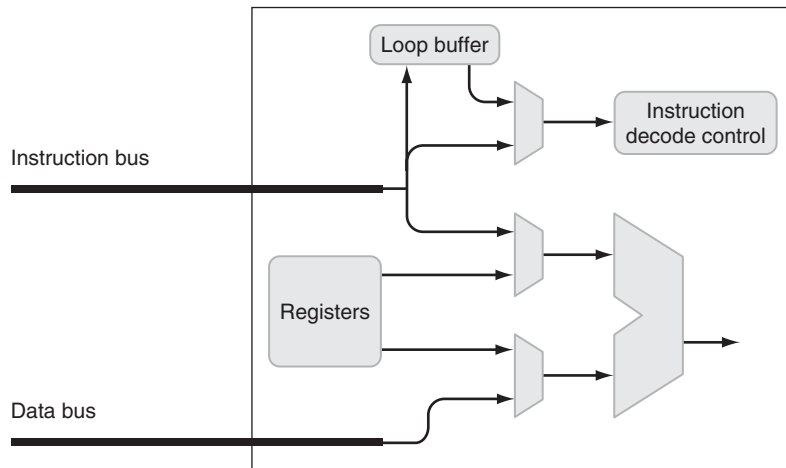 Loop buffer
Instruction
decode control
Instruction bus
Registers
Data bus